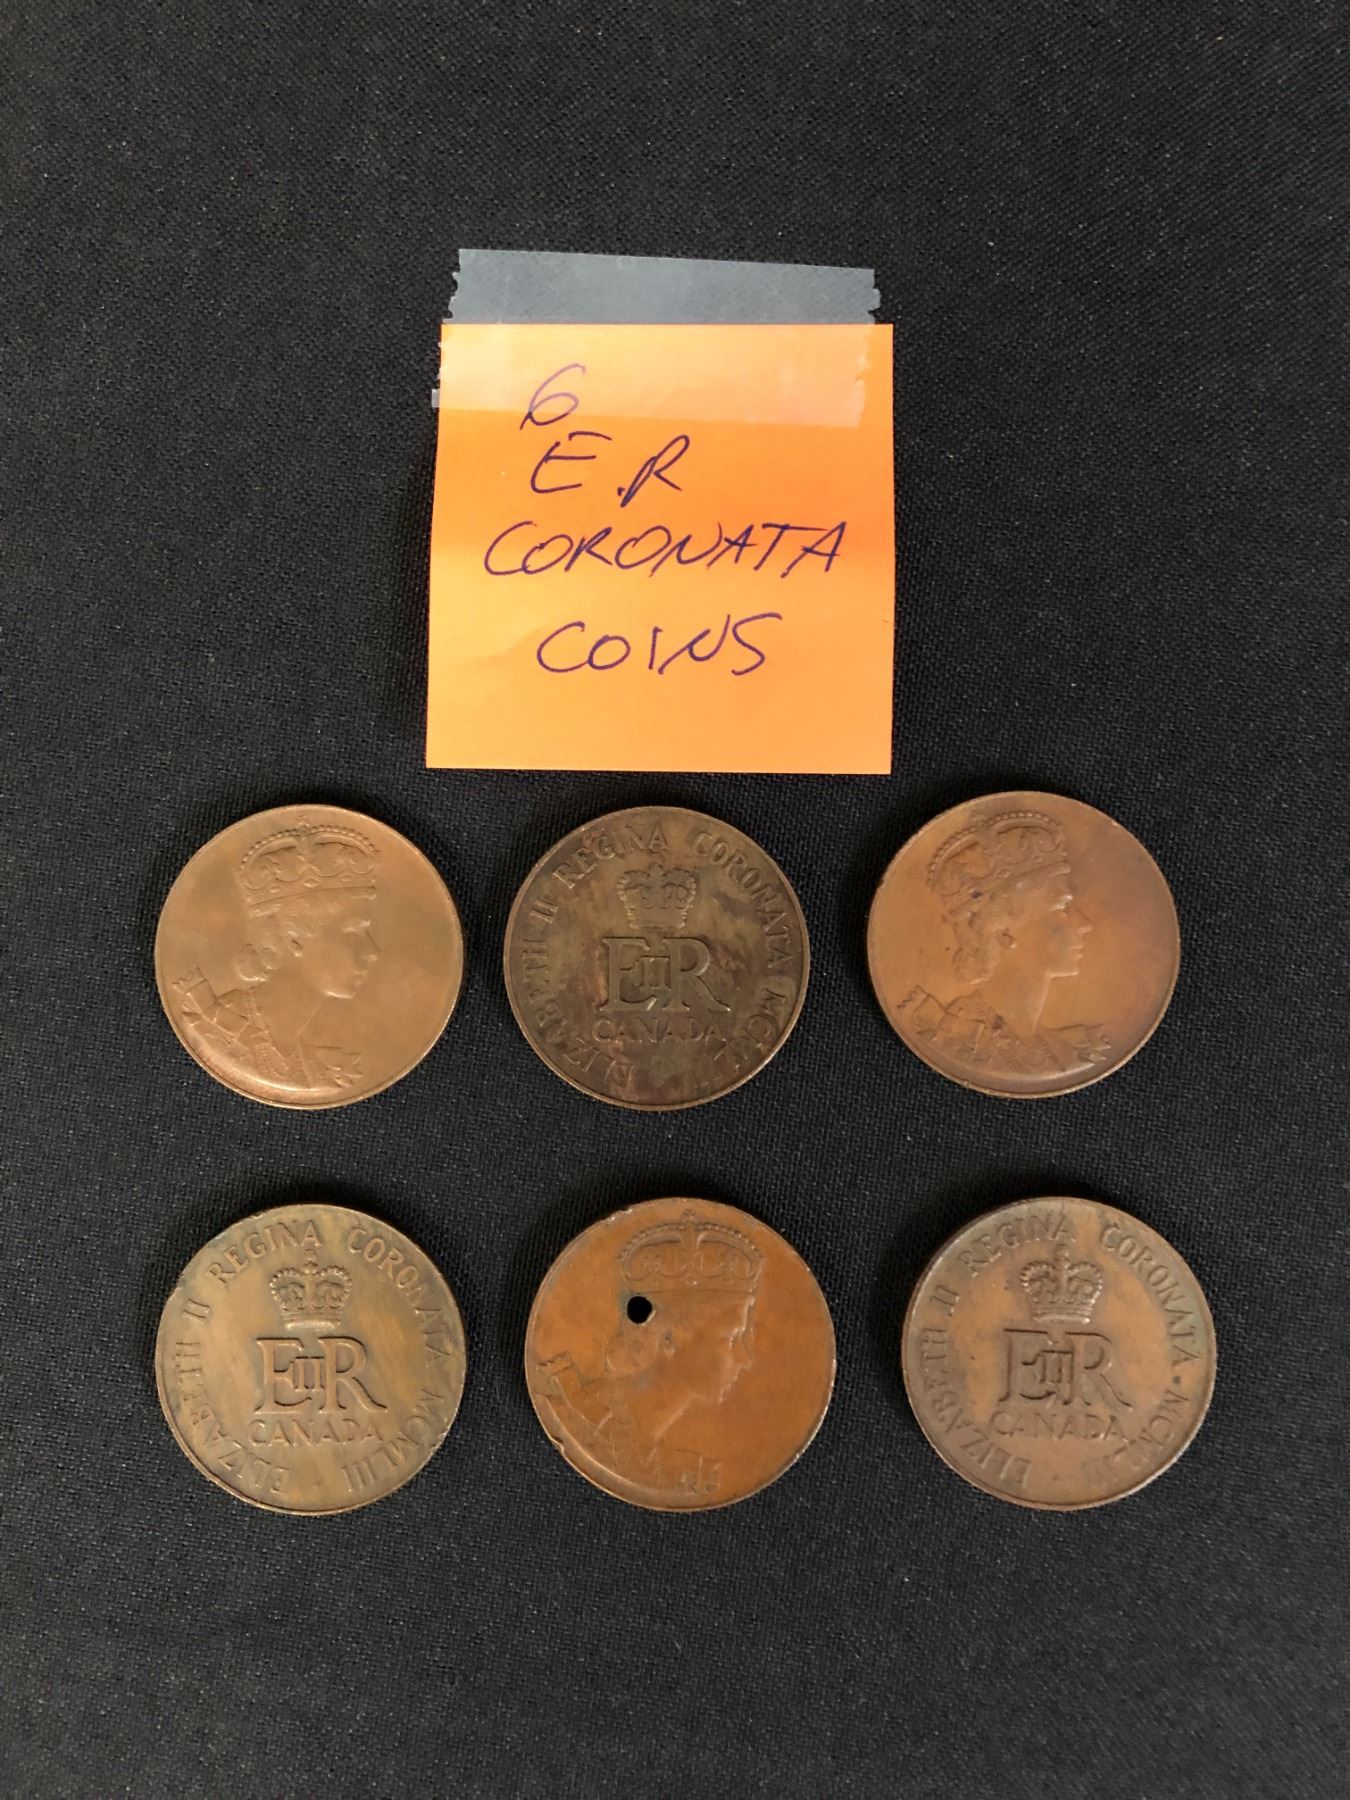 6
E.R
CORONATA
COINS
ELIZABETH II REGINA CORONATA MCMLIII
EIIR
CANADA
ELIZABETH II REGINA CORONATA MCMLIII
EIIR
CANADA
ELIZABETH II REGINA CORONATA • MCMLIII •
EIIR
CANADA